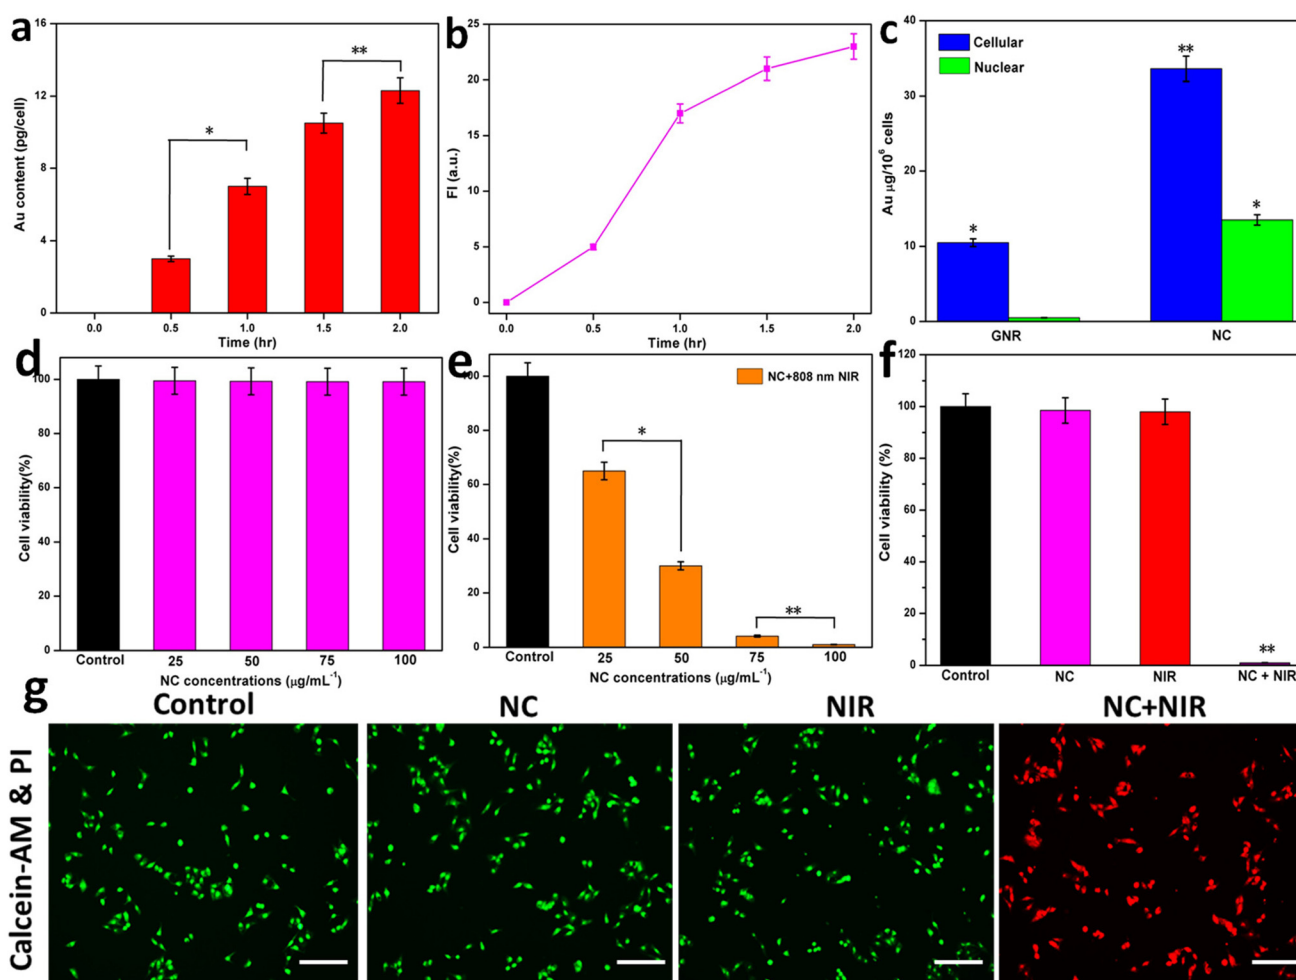 a
16
12
8
4
0
Au content (pg/cell)
*
**
0.0 0.5 1.0 1.5 2.0
Time (hr)
b
25
20
15
10
5
0
FI (a.u.)
0.0 0.5 1.0 1.5 2.0
Time (hr)
c
40
30
20
10
0
Au µg/10⁶ cells
Cellular
Nuclear
*
**
*
GNR NC
d
100
80
60
40
20
0
Cell viability(%)
Control 25 50 75 100
NC concentrations (µg/mL⁻¹)
e
80
60
40
20
0
Cell viability(%)
NC+808 nm NIR
*
**
Control 25 50 75 100
NC concentrations (µg/mL⁻¹)
f
120
100
80
60
40
20
0
Cell viability (%)
**
Control NC NIR NC + NIR
g
Control NC NIR NC+NIR
Calcein-AM & PI